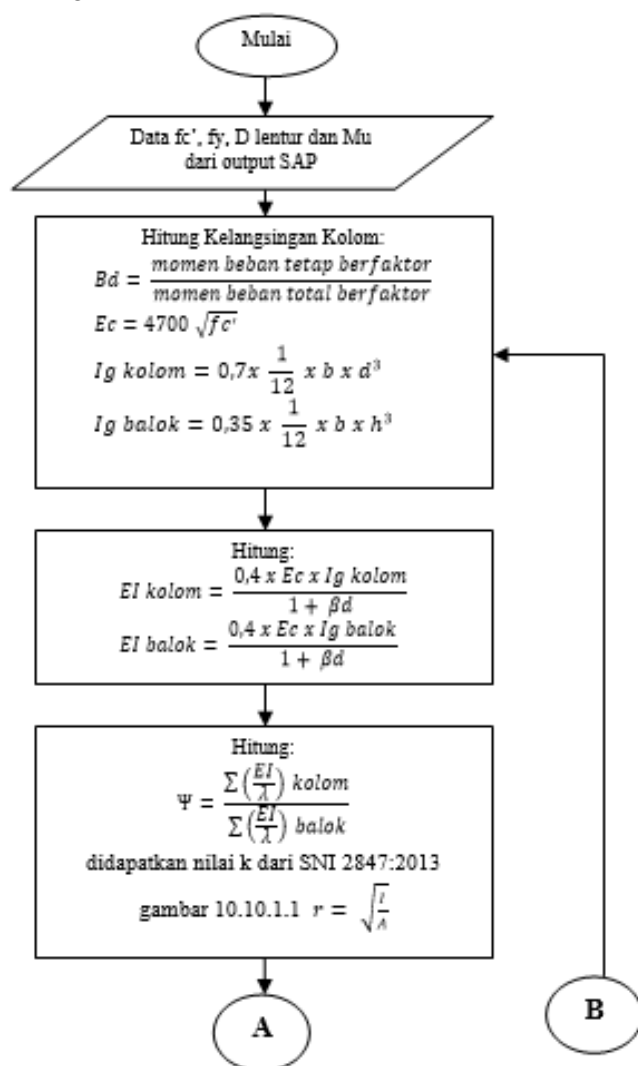 Mulai
Data fc', fy, D lentur dan Mu
dari output SAP
Hitung Kelangsingan Kolom:
Bd = momen beban tetap berfaktor / momen beban total berfaktor
Ec = 4700 √fc'
Ig kolom = 0,7x 1/12 x b x d³
Ig balok = 0,35 x 1/12 x b x h³
Hitung:
EI kolom = 0,4 x Ec x Ig kolom / 1 + βd
EI balok = 0,4 x Ec x Ig balok / 1 + βd
Hitung:
Ψ = Σ(EI/λ) kolom / Σ(EI/λ) balok
didapatkan nilai k dari SNI 2847:2013
gambar 10.10.1.1 r = √(I/A)
A
B